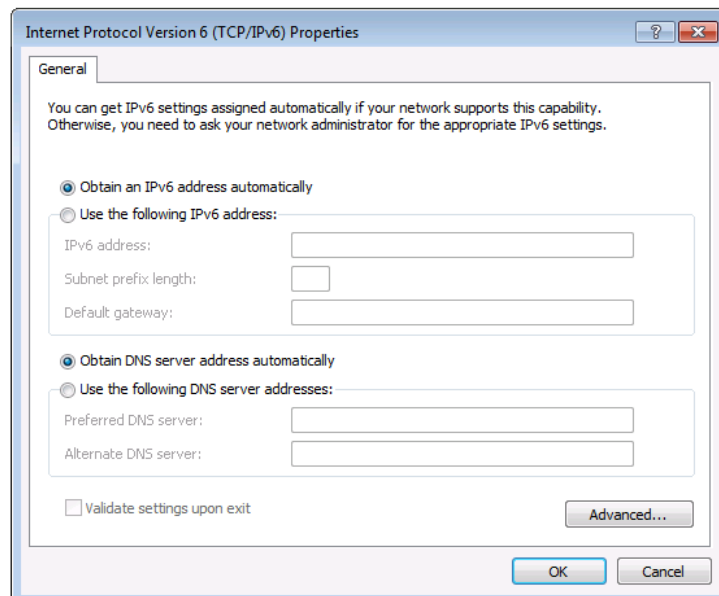 Internet Protocol Version 6 (TCP/IPv6) Properties
?
General
You can get IPv6 settings assigned automatically if your network supports this capability.
Otherwise, you need to ask your network administrator for the appropriate IPv6 settings.
Obtain an IPv6 address automatically
Use the following IPv6 address:
IPv6 address:
Subnet prefix length:
Default gateway:
Obtain DNS server address automatically
Use the following DNS server addresses:
Preferred DNS server:
Alternate DNS server:
Validate settings upon exit
Advanced...
OK
Cancel